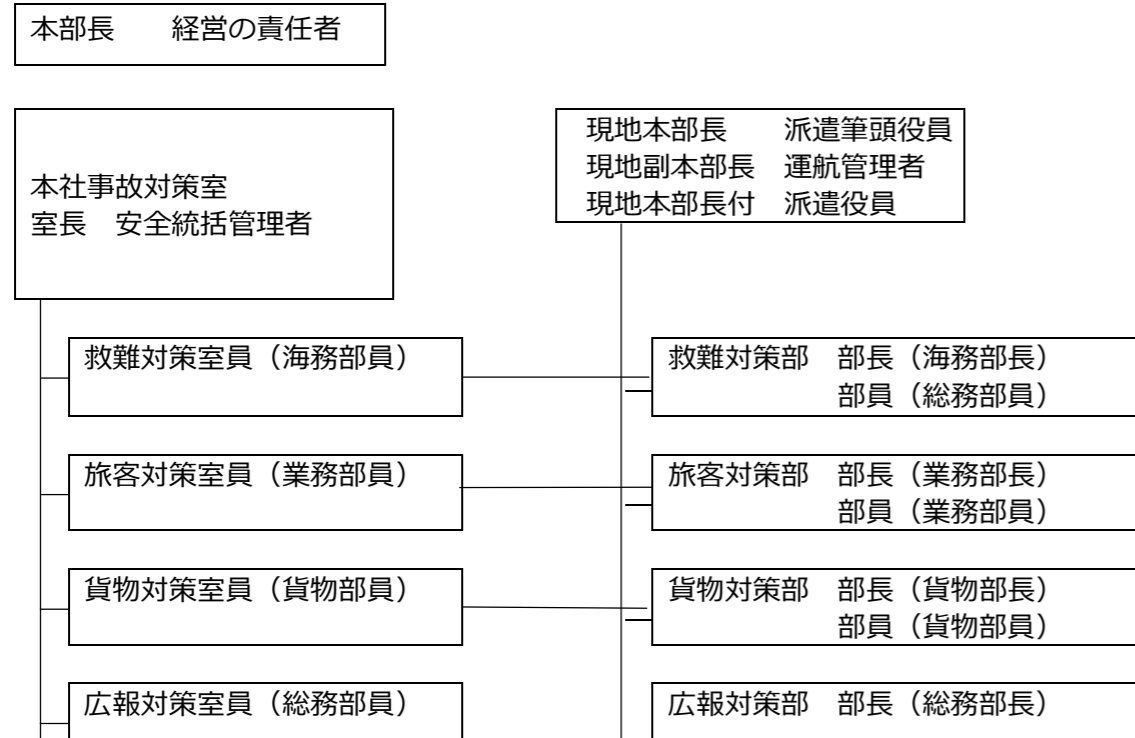 本部長　　経営の責任者
本社事故対策室
室長　安全統括管理者
現地本部長　　派遣筆頭役員
現地副本部長　運航管理者
現地本部長付　派遣役員
救難対策室員（海務部員）
救難対策部　部長（海務部長）
部員（総務部員）
旅客対策室員（業務部員）
旅客対策部　部長（業務部長）
部員（業務部員）
貨物対策室員（貨物部員）
貨物対策部　部長（貨物部長）
部員（貨物部員）
広報対策室員（総務部員）
広報対策部　部長（総務部長）